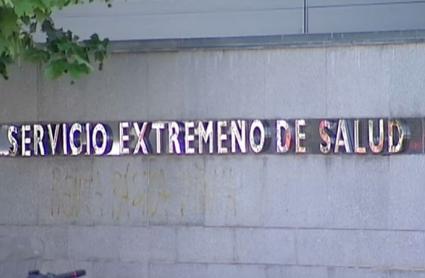 SERVICIO EXTREMEÑO DE SALUD